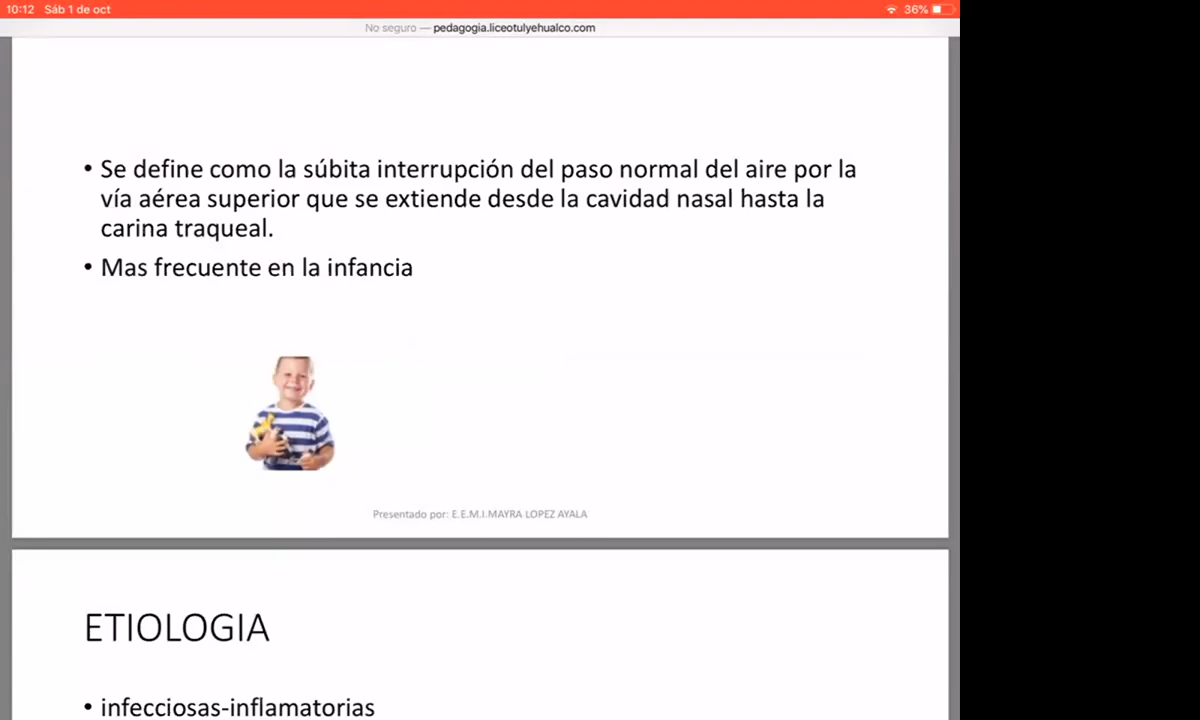 10:12 Sáb 1 de oct
36%
No seguro — pedagogia.liceotulyehualco.com
• Se define como la súbita interrupción del paso normal del aire por la
vía aérea superior que se extiende desde la cavidad nasal hasta la
carina traqueal.
• Mas frecuente en la infancia
Presentado por: E.E.M.I.MAYRA LOPEZ AYALA
ETIOLOGIA
• infecciosas-inflamatorias